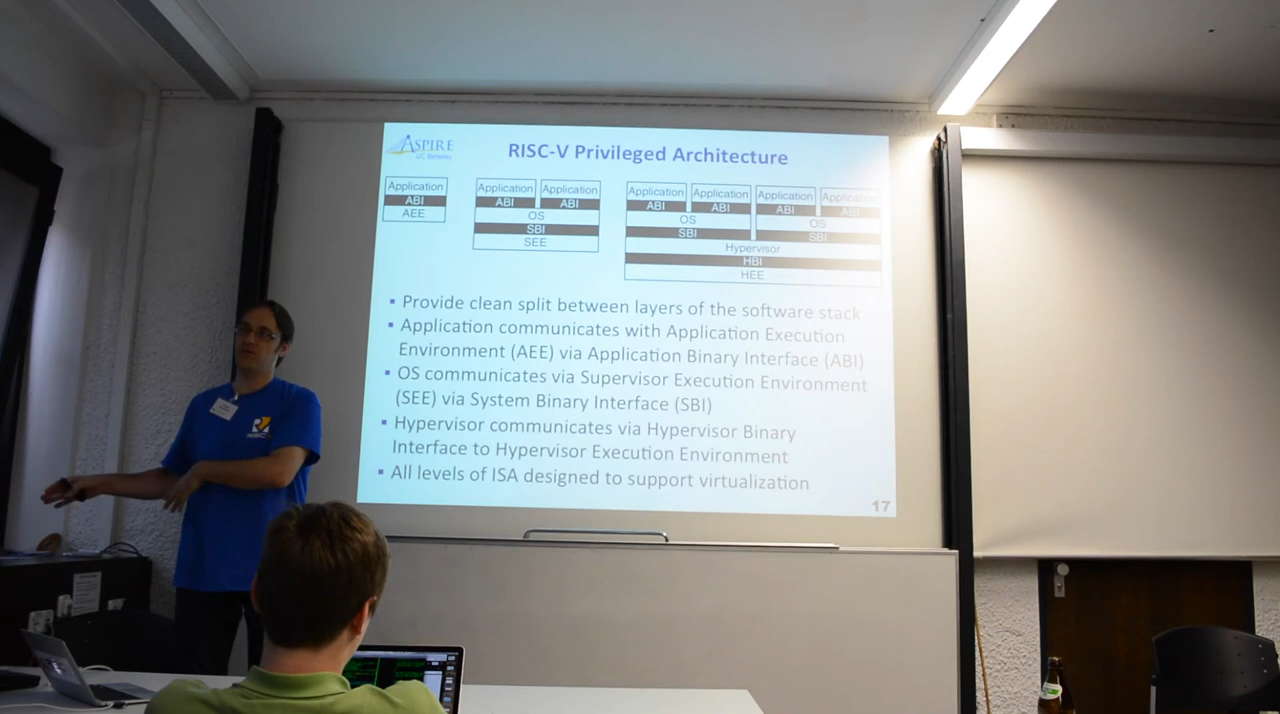 ASPIRE
UC Berkeley
RISC-V Privileged Architecture
Application
ABI
AEE
Application Application
ABI ABI
OS
SBI
SEE
Application Application Application Application
ABI ABI ABI ABI
OS OS
SBI SBI
Hypervisor
HBI
HEE
▪ Provide clean split between layers of the software stack
▪ Application communicates with Application Execution
Environment (AEE) via Application Binary Interface (ABI)
▪ OS communicates via Supervisor Execution Environment
(SEE) via System Binary Interface (SBI)
▪ Hypervisor communicates via Hypervisor Binary
Interface to Hypervisor Execution Environment
▪ All levels of ISA designed to support virtualization
17
RISC